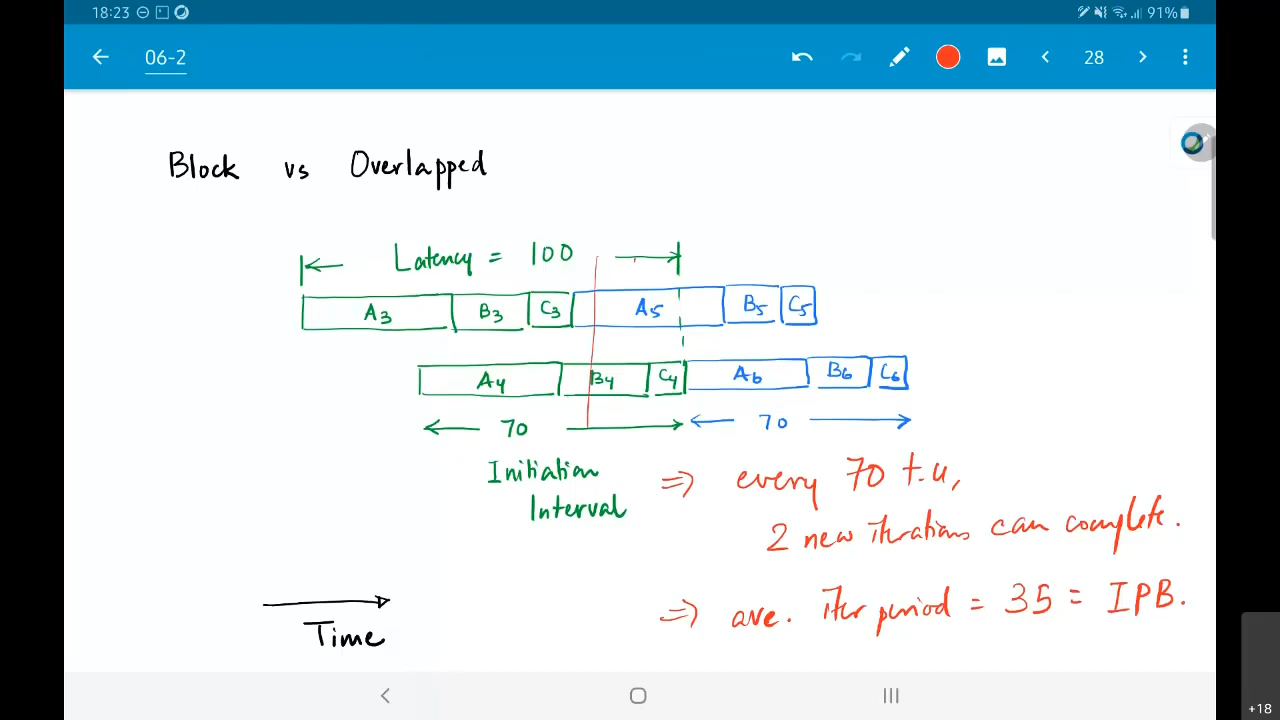 18:23 91%
06-2 28
Block vs Overlapped
Latency = 100
A3 B3 C3 A5 B5 C5
A4 B4 C4 A6 B6 C6
70 70
Initiation
Interval
⇒ every 70 t.u,
2 new iterations can complete.
⇒ ave. iter period = 35 = IPB.
Time
+18